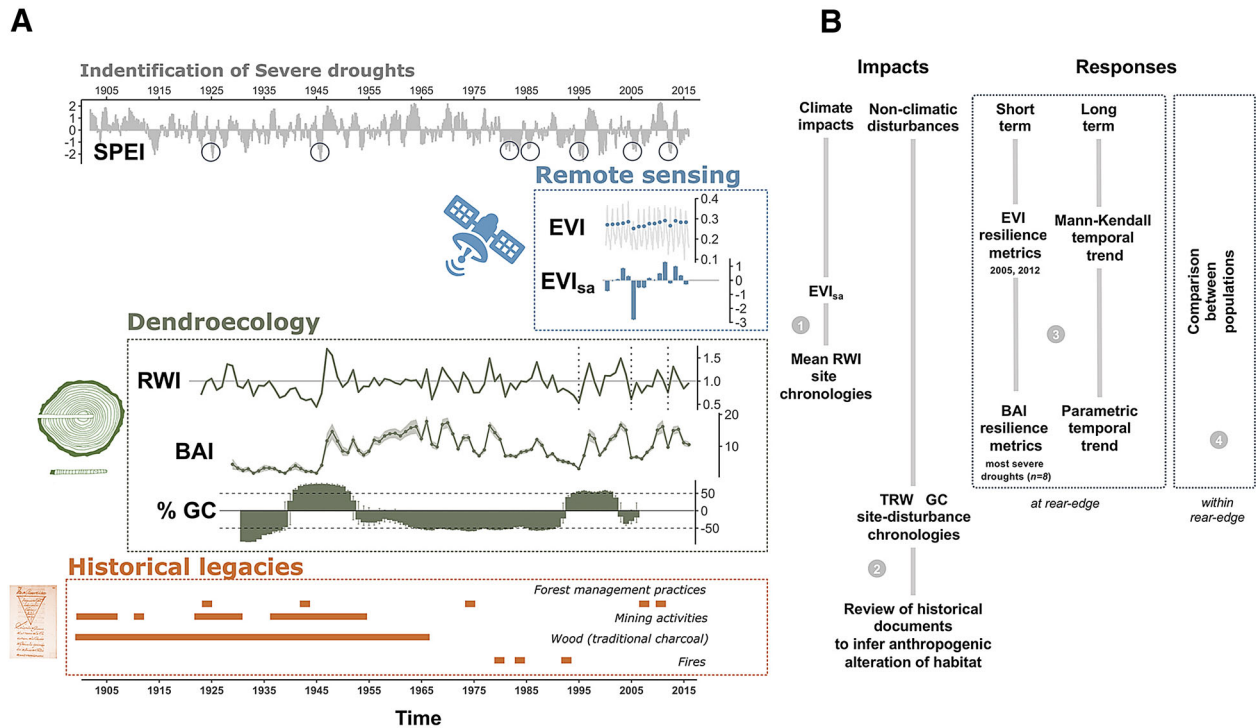 A
Indentification of Severe droughts
1905 1915 1925 1935 1945 1955 1965 1975 1985 1995 2005 2015
2
1
0
-1
-2
SPEI
Remote sensing
EVI
0.4
0.3
0.2
0.1
EVIsa
1
0
-1
-2
-3
Dendroecology
RWI
1.5
1.0
0.5
BAI
20
10
% GC
50
0
-50
Historical legacies
Forest management practices
Mining activities
Wood (traditional charcoal)
Fires
1905 1915 1925 1935 1945 1955 1965 1975 1985 1995 2005 2015
Time
B
Impacts
Responses
Climate
impacts
Non-climatic
disturbances
Short
term
Long
term
EVI
resilience
metrics
2005, 2012
Mann-Kendall
temporal
trend
Comparison
between
populations
EVIsa
1
Mean RWI
site
chronologies
3
BAI
resilience
metrics
most severe
droughts (n=8)
Parametric
temporal
trend
4
TRW GC
site-disturbance
chronologies
at rear-edge
within
rear-edge
2
Review of historical
documents
to infer anthropogenic
alteration of habitat